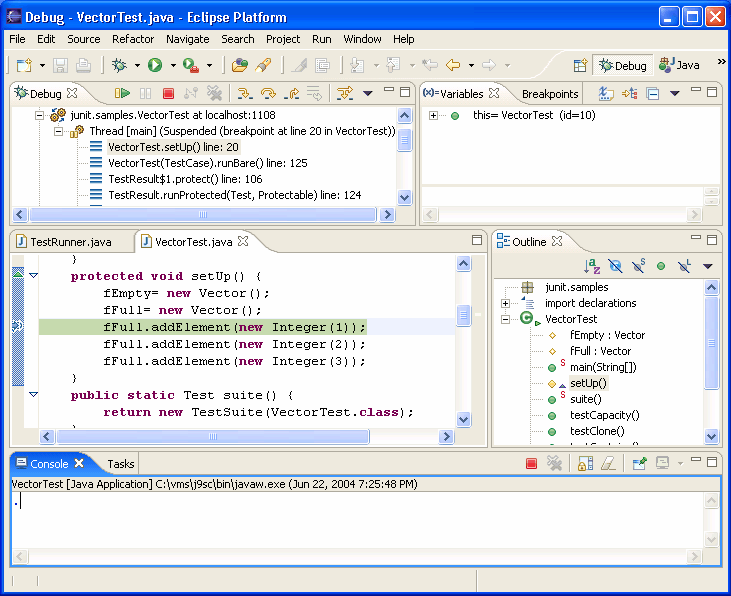 Debug - VectorTest.java - Eclipse Platform
File Edit Source Refactor Navigate Search Project Run Window Help
Debug Java »
Debug
junit.samples.VectorTest at localhost:1108
Thread [main] (Suspended (breakpoint at line 20 in VectorTest))
VectorTest.setUp() line: 20
VectorTest(TestCase).runBare() line: 125
TestResult$1.protect() line: 106
TestResult.runProtected(Test, Protectable) line: 124
(x)= Variables Breakpoints
this= VectorTest (id=10)
TestRunner.java VectorTest.java
}
protected void setUp() {
fEmpty= new Vector();
fFull= new Vector();
fFull.addElement(new Integer(1));
fFull.addElement(new Integer(2));
fFull.addElement(new Integer(3));
}
public static Test suite() {
return new TestSuite(VectorTest.class);
Outline
junit.samples
import declarations
VectorTest
fEmpty : Vector
fFull : Vector
main(String[])
setUp()
suite()
testCapacity()
testClone()
Console Tasks
VectorTest [Java Application] C:\vms\j9sc\bin\javaw.exe (Jun 22, 2004 7:25:48 PM)
.